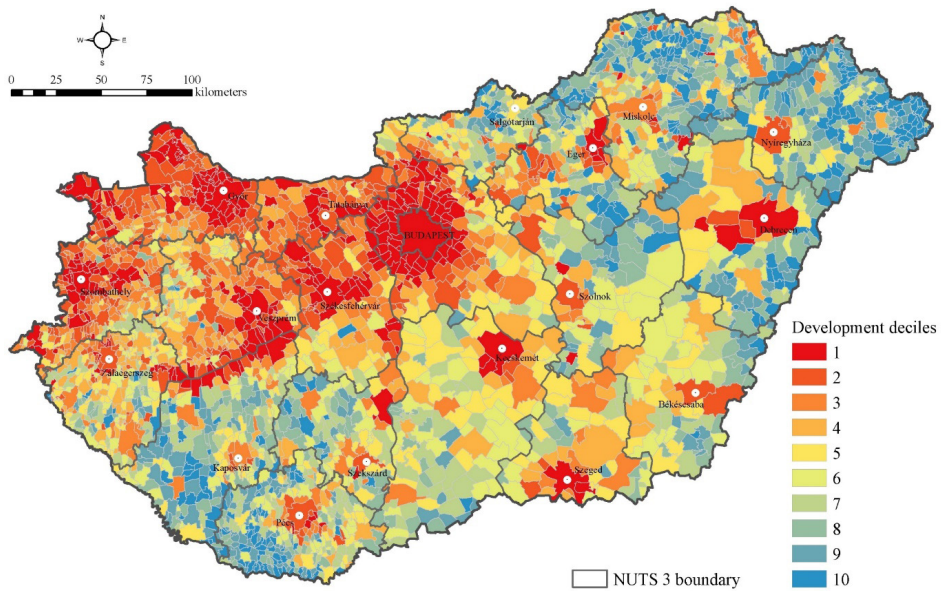 N
W E
S
0 25 50 75 100
kilometers
Salgótarján
Miskolc
Nyíregyháza
Eger
Győr
Tatabánya
BUDAPEST
Debrecen
Szombathely
Székesfehérvár
Szolnok
Veszprém
Zalaegerszeg
Kecskemét
Békéscsaba
Kaposvár
Szekszárd
Szeged
Pécs
Development deciles
1
2
3
4
5
6
7
8
9
10
NUTS 3 boundary